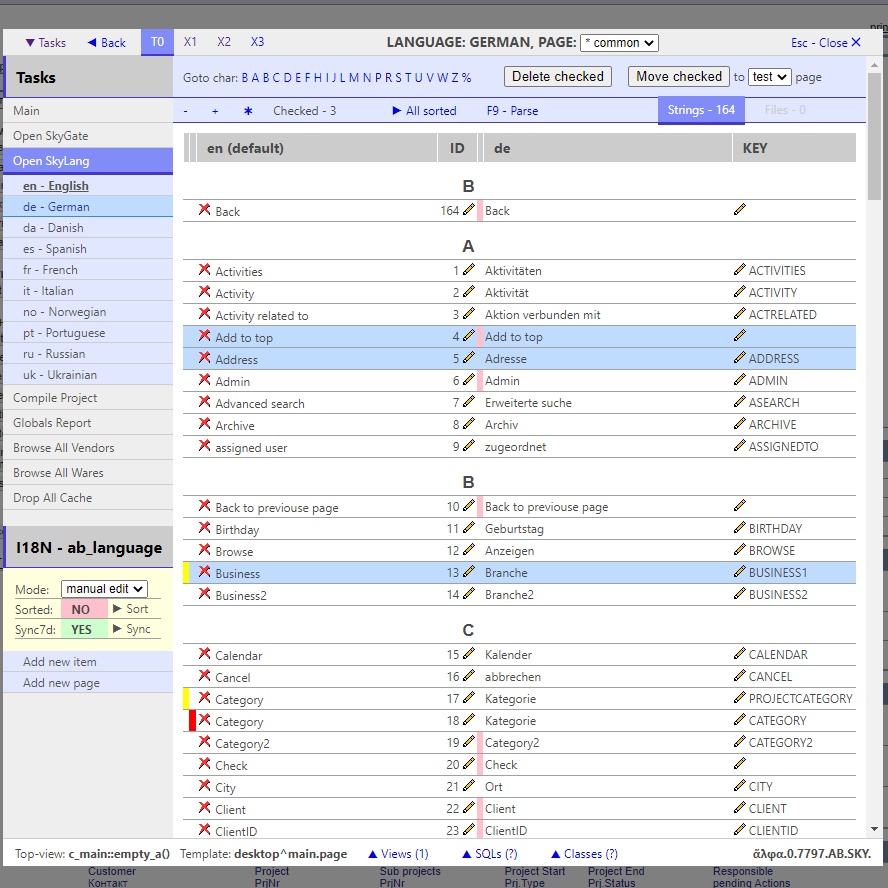 ▼ Tasks ◀ Back T0 X1 X2 X3 LANGUAGE: GERMAN, PAGE: * common Esc - Close ✕
Tasks
Goto char: B A B C D E F H I J L M N P R S T U V W Z %
Delete checked Move checked to test page
Main
- + ∗ Checked - 3 ▶ All sorted F9 - Parse Strings - 164 Files - 0
Open SkyGate
Open SkyLang
en - English
de - German
da - Danish
es - Spanish
fr - French
it - Italian
no - Norwegian
pt - Portuguese
ru - Russian
uk - Ukrainian
Compile Project
Globals Report
Browse All Vendors
Browse All Wares
Drop All Cache
I18N - ab_language
Mode: manual edit
Sorted: NO ▶ Sort
Sync7d: YES ▶ Sync
Add new item
Add new page
en (default) ID de KEY
B
Back 164 Back
A
Activities 1 Aktivitäten ACTIVITIES
Activity 2 Aktivität ACTIVITY
Activity related to 3 Aktion verbunden mit ACTRELATED
Add to top 4 Add to top
Address 5 Adresse ADDRESS
Admin 6 Admin ADMIN
Advanced search 7 Erweiterte suche ASEARCH
Archive 8 Archiv ARCHIVE
assigned user 9 zugeordnet ASSIGNEDTO
B
Back to previouse page 10 Back to previouse page
Birthday 11 Geburtstag BIRTHDAY
Browse 12 Anzeigen BROWSE
Business 13 Branche BUSINESS1
Business2 14 Branche2 BUSINESS2
C
Calendar 15 Kalender CALENDAR
Cancel 16 abbrechen CANCEL
Category 17 Kategorie PROJECTCATEGORY
Category 18 Kategorie CATEGORY
Category2 19 Category2 CATEGORY2
Check 20 Check
City 21 Ort CITY
Client 22 Client CLIENT
ClientID 23 ClientID CLIENTID
Top-view: c_main::empty_a() Template: desktop^main.page ▲ Views (1) ▲ SQLs (?) ▲ Classes (?) ἄλφα.0.7797.AB.SKY.
Customer Project Sub projects Project Start Project End Responsible
Контакт PrjNr PrjNr Prj.Type Prj.Status pending Actions